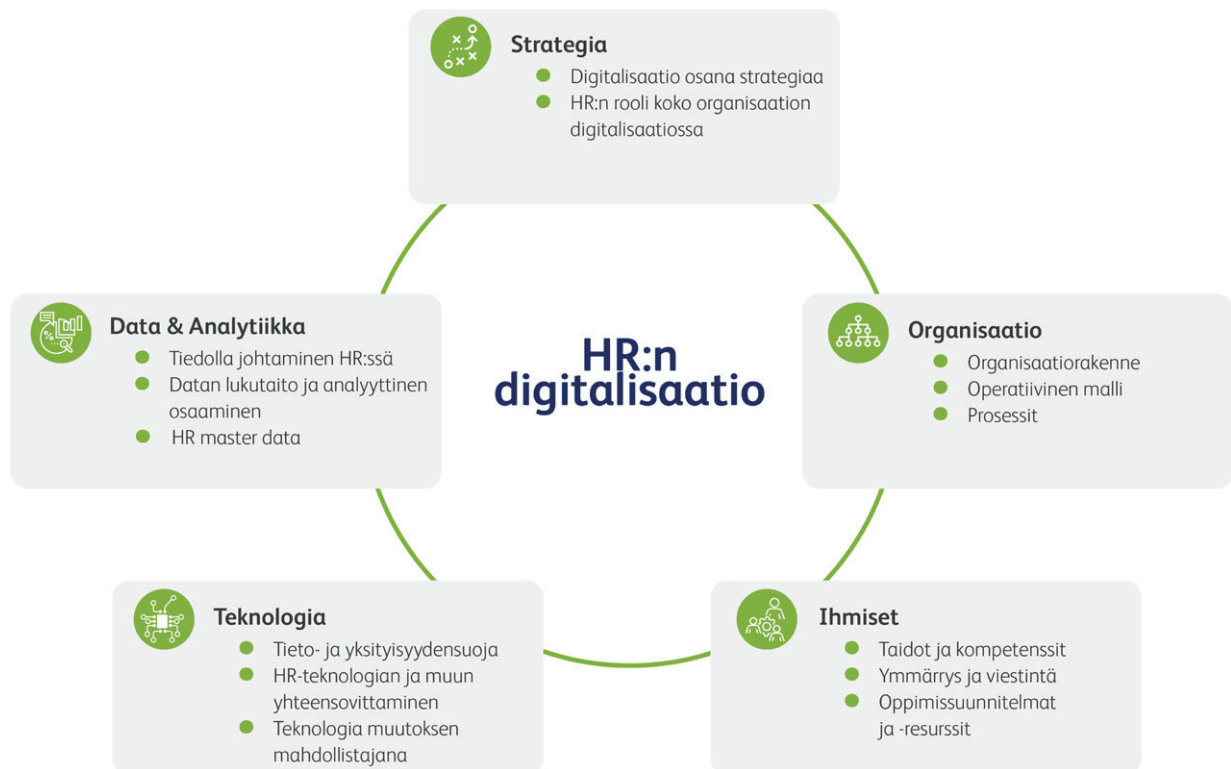 Strategia
Digitalisaatio osana strategiaa
HR:n rooli koko organisaation
digitalisaatiossa
Data & Analytiikka
Tiedolla johtaminen HR:ssä
Datan lukutaito ja analyyttinen
osaaminen
HR master data
HR:n
digitalisaatio
Organisaatio
Organisaatiorakenne
Operatiivinen malli
Prosessit
Teknologia
Tieto- ja yksityisyydensuoja
HR-teknologian ja muun
yhteensovittaminen
Teknologia muutoksen
mahdollistajana
Ihmiset
Taidot ja kompetenssit
Ymmärrys ja viestintä
Oppimissuunnitelmat
ja -resurssit